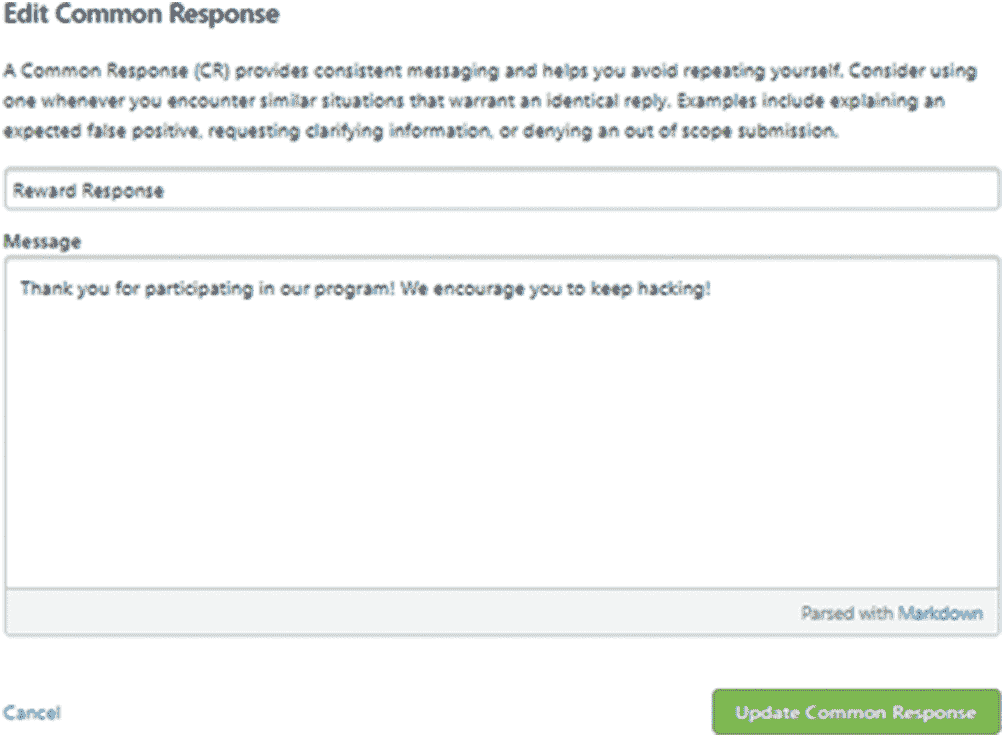 Edit Common Response
A Common Response (CR) provides consistent messaging and helps you avoid repeating yourself. Consider using
one whenever you encounter similar situations that warrant an identical reply. Examples include explaining an
expected false positive, requesting clarifying information, or denying an out of scope submission.
Reward Response
Message
Thank you for participating in our program! We encourage you to keep hacking!
Parsed with Markdown
Cancel
Update Common Response